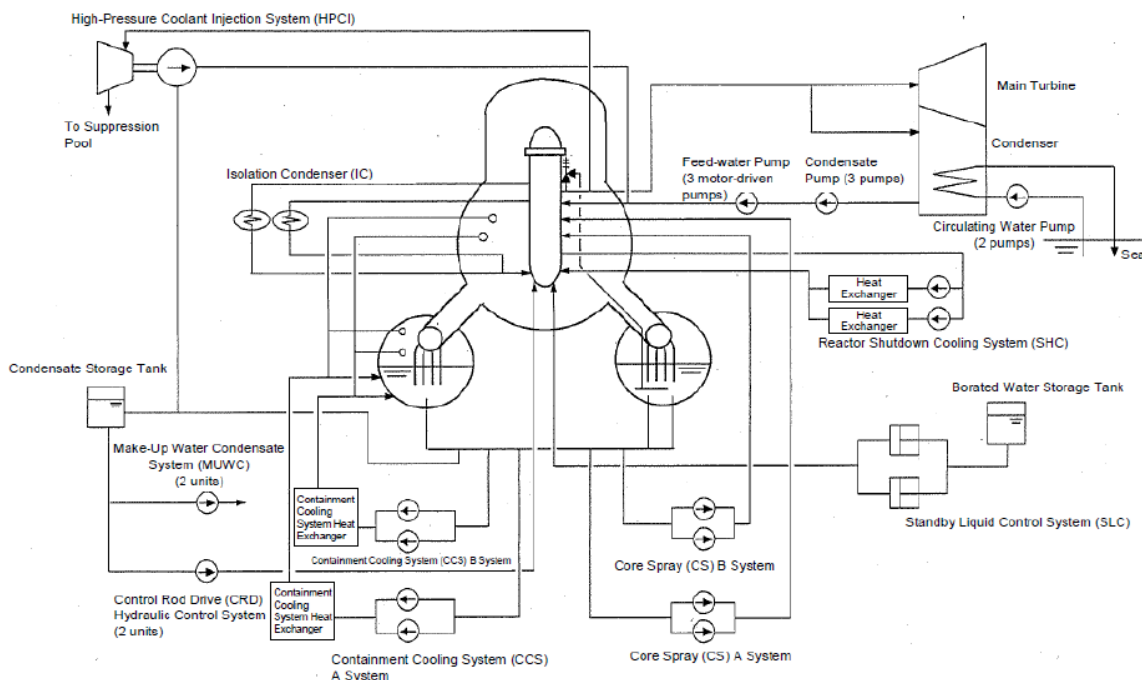 High-Pressure Coolant Injection System (HPCI)
To Suppression
Pool
Main Turbine
Condenser
Isolation Condenser (IC)
Feed-water Pump
(3 motor-driven
pumps)
Condensate
Pump (3 pumps)
Circulating Water Pump
(2 pumps)
Sea
Heat
Exchanger
Heat
Exchanger
Reactor Shutdown Cooling System (SHC)
Condensate Storage Tank
Borated Water Storage Tank
Make-Up Water Condensate
System (MUWC)
(2 units)
Containment
Cooling
System Heat
Exchanger
Containment Cooling System (CCS) B System
Standby Liquid Control System (SLC)
Core Spray (CS) B System
Control Rod Drive (CRD)
Hydraulic Control System
(2 units)
Containment
Cooling
System Heat
Exchanger
Containment Cooling System (CCS)
A System
Core Spray (CS) A System